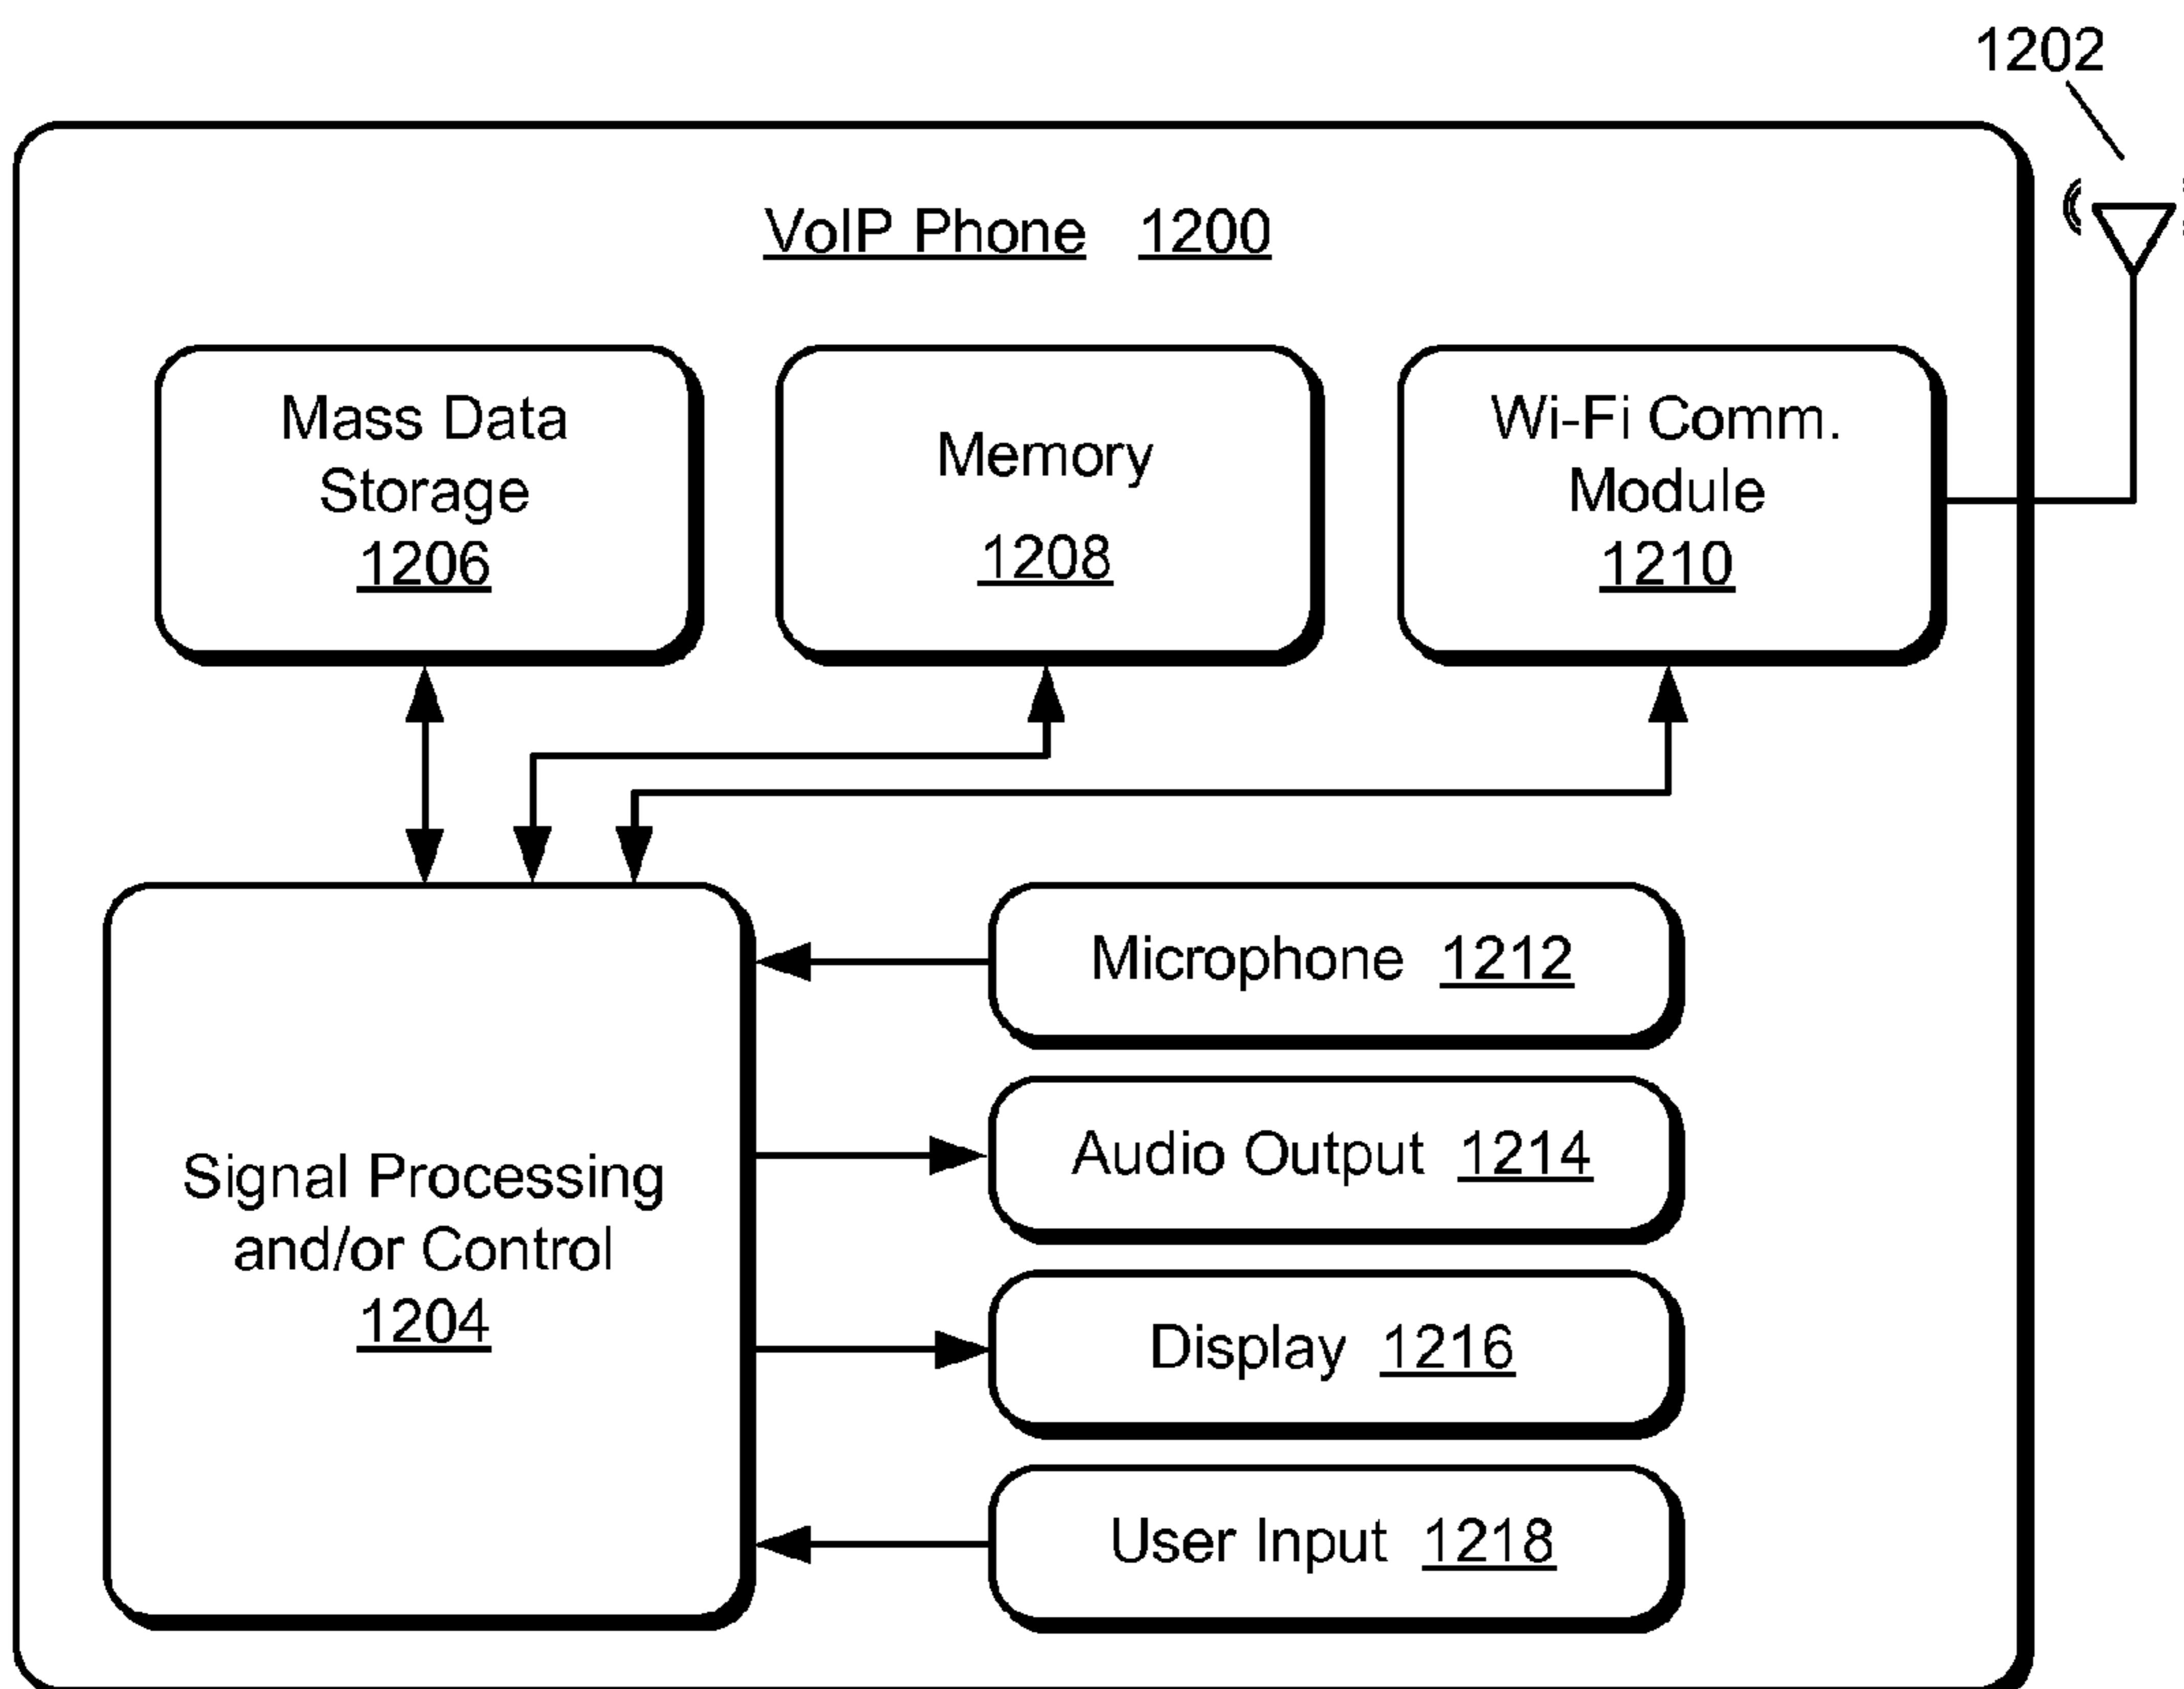 1202
VoIP Phone 1200
Mass Data
Storage
1206
Memory
1208
Wi-Fi Comm.
Module
1210
Signal Processing
and/or Control
1204
Microphone 1212
Audio Output 1214
Display 1216
User Input 1218